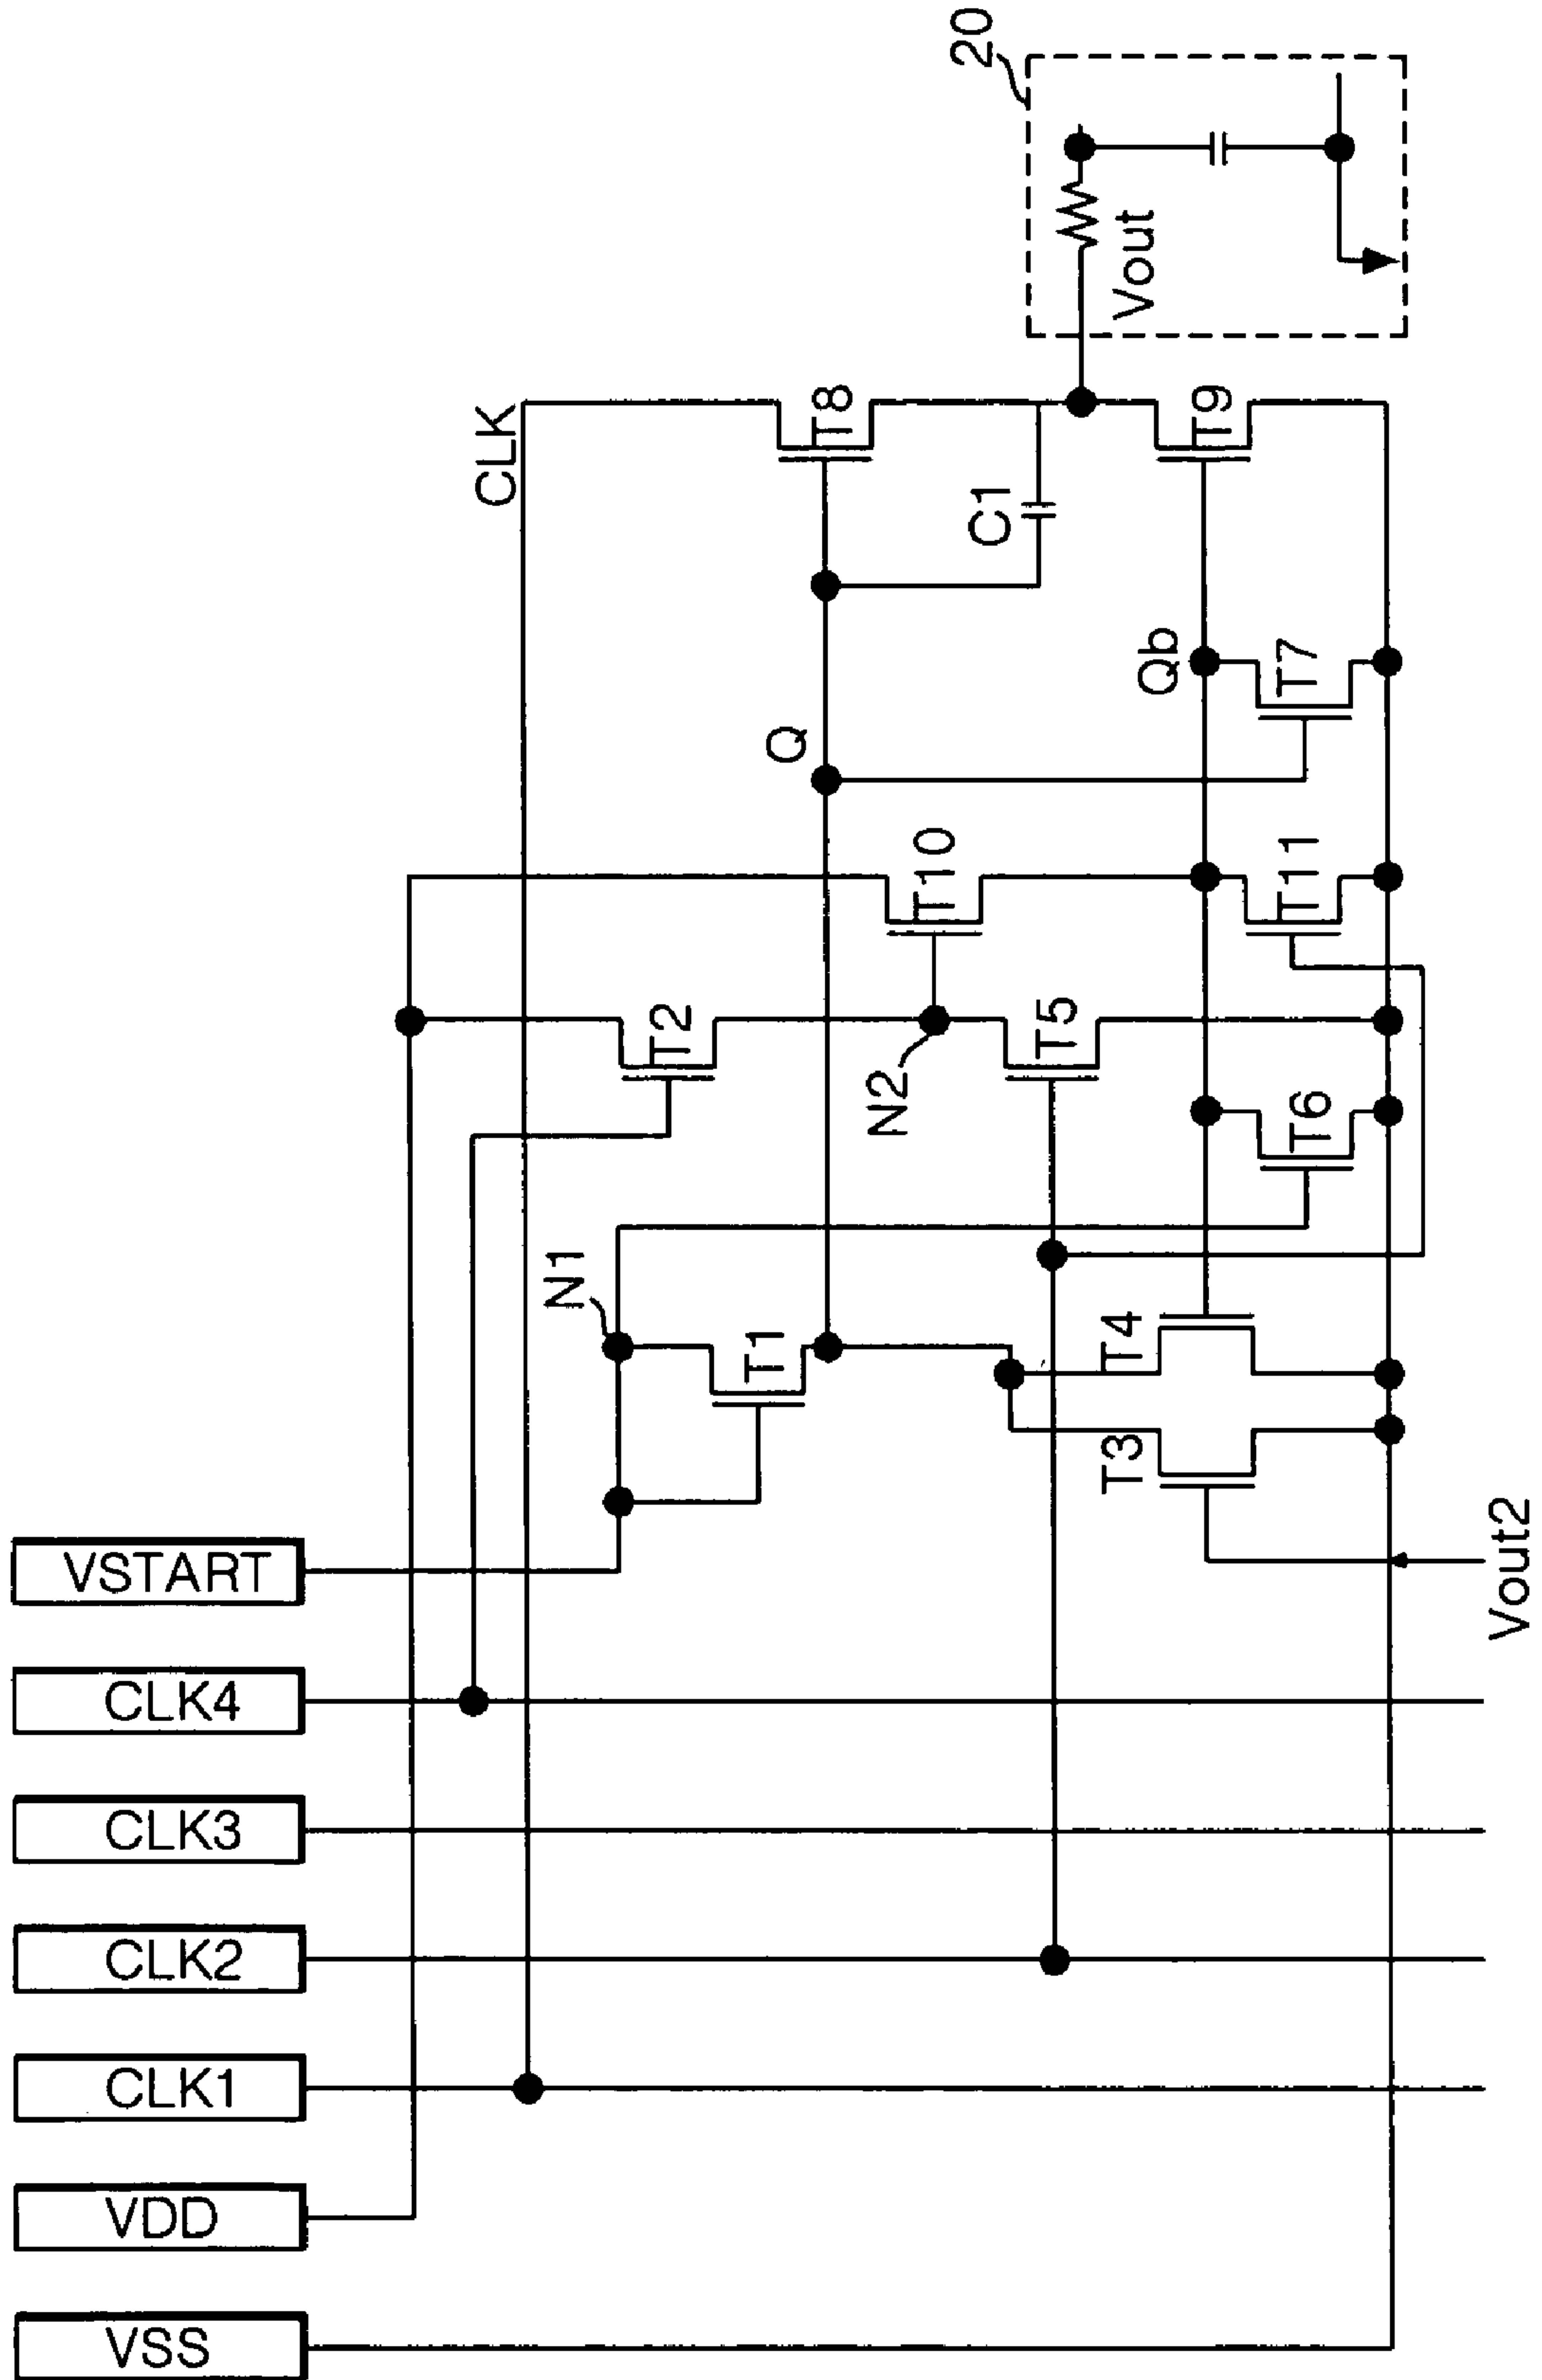 VSTART
CLK4
CLK3
CLK2
CLK1
VDD
VSS
CLK
20
Vout
T8
C1
T9
Q
Qb
T7
T10
T11
T2
N2
T5
T6
N1
T1
T4
T3
Vout2